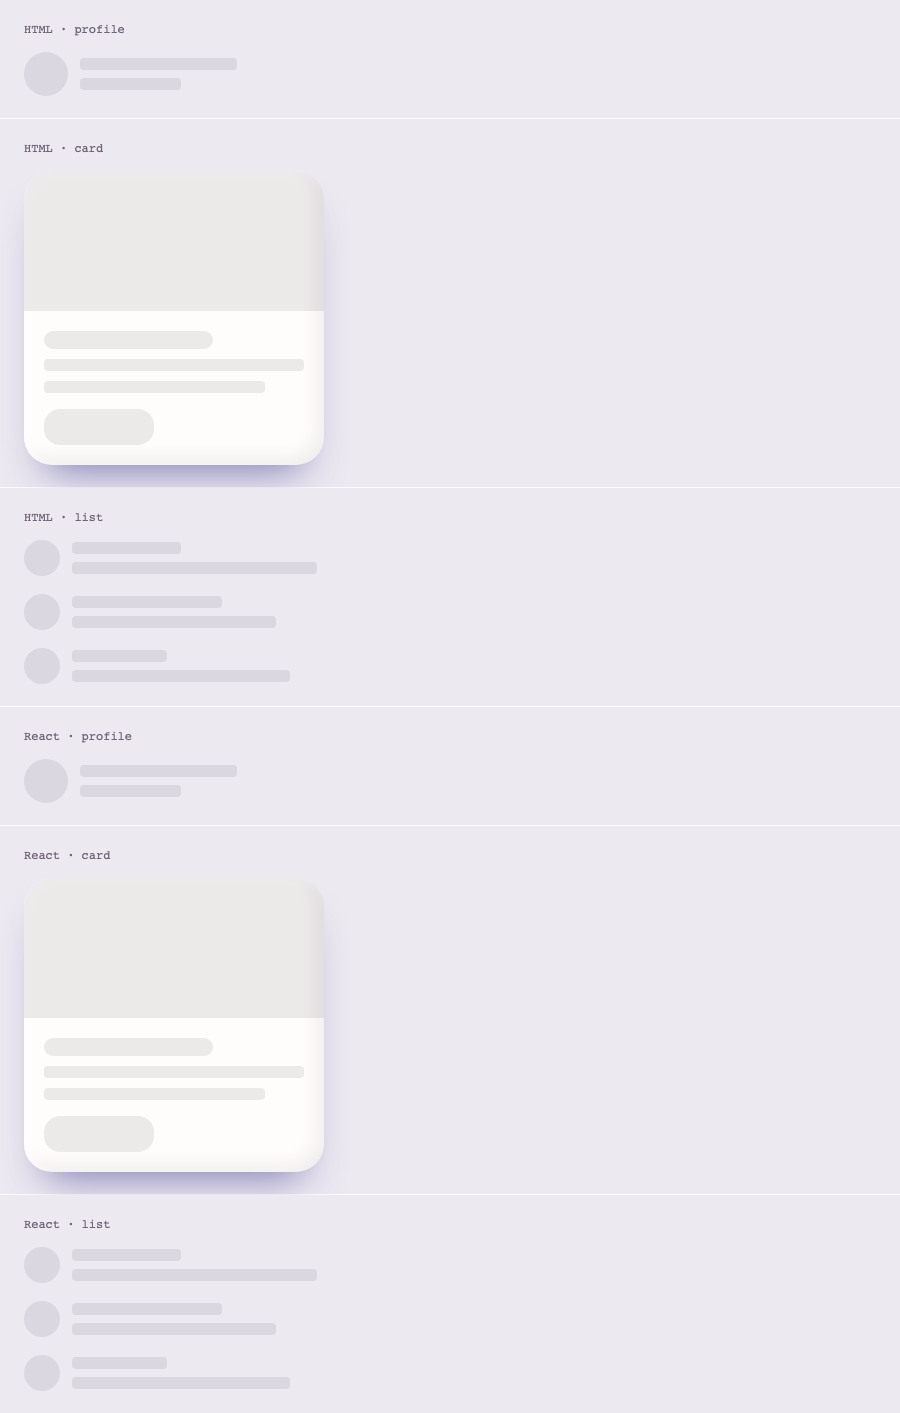 HTML · profile
HTML · card
HTML · list
React · profile
React · card
React · list